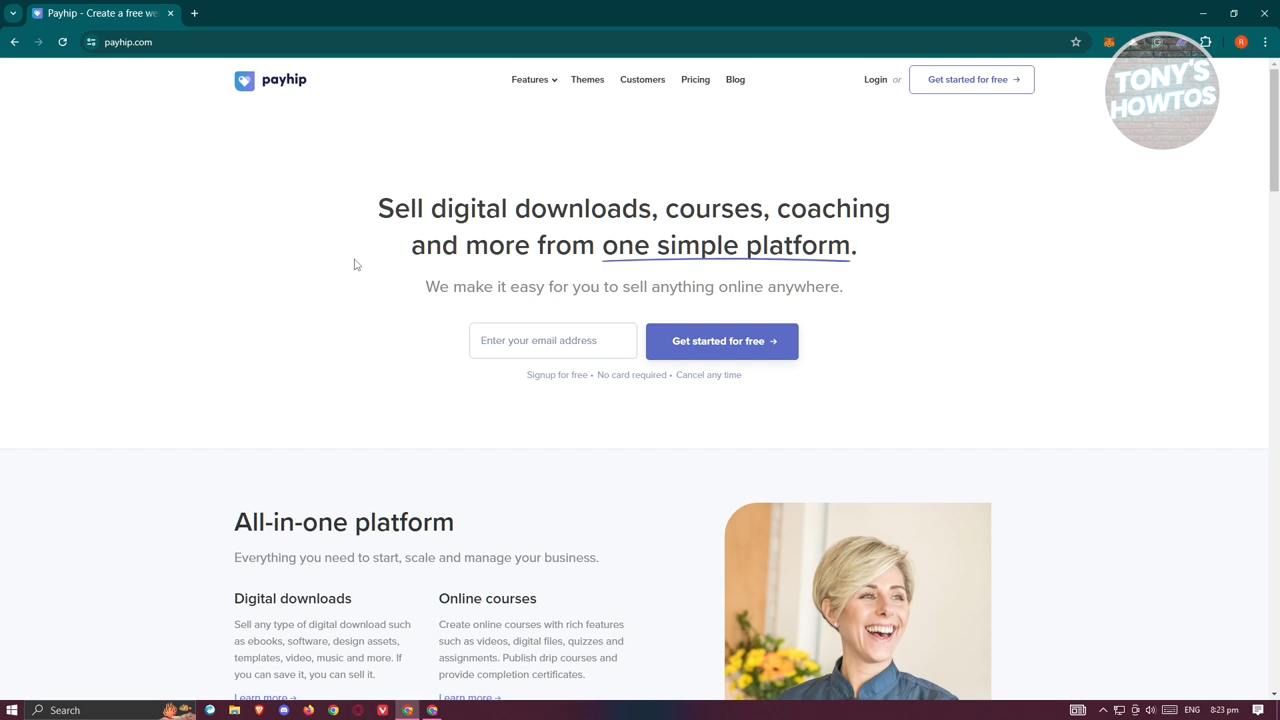 Payhip - Create a free we
payhip.com
payhip
Features
Themes
Customers
Pricing
Blog
Login or
Get started for free →
TONY'S
HOWTOS
Sell digital downloads, courses, coaching
and more from one simple platform.
We make it easy for you to sell anything online anywhere.
Enter your email address
Get started for free →
Signup for free • No card required • Cancel any time
All-in-one platform
Everything you need to start, scale and manage your business.
Digital downloads
Sell any type of digital download such
as ebooks, software, design assets,
templates, video, music and more. If
you can save it, you can sell it.
Learn more →
Online courses
Create online courses with rich features
such as videos, digital files, quizzes and
assignments. Publish drip courses and
provide completion certificates.
Learn more →
Search
ENG
8:23 pm
R